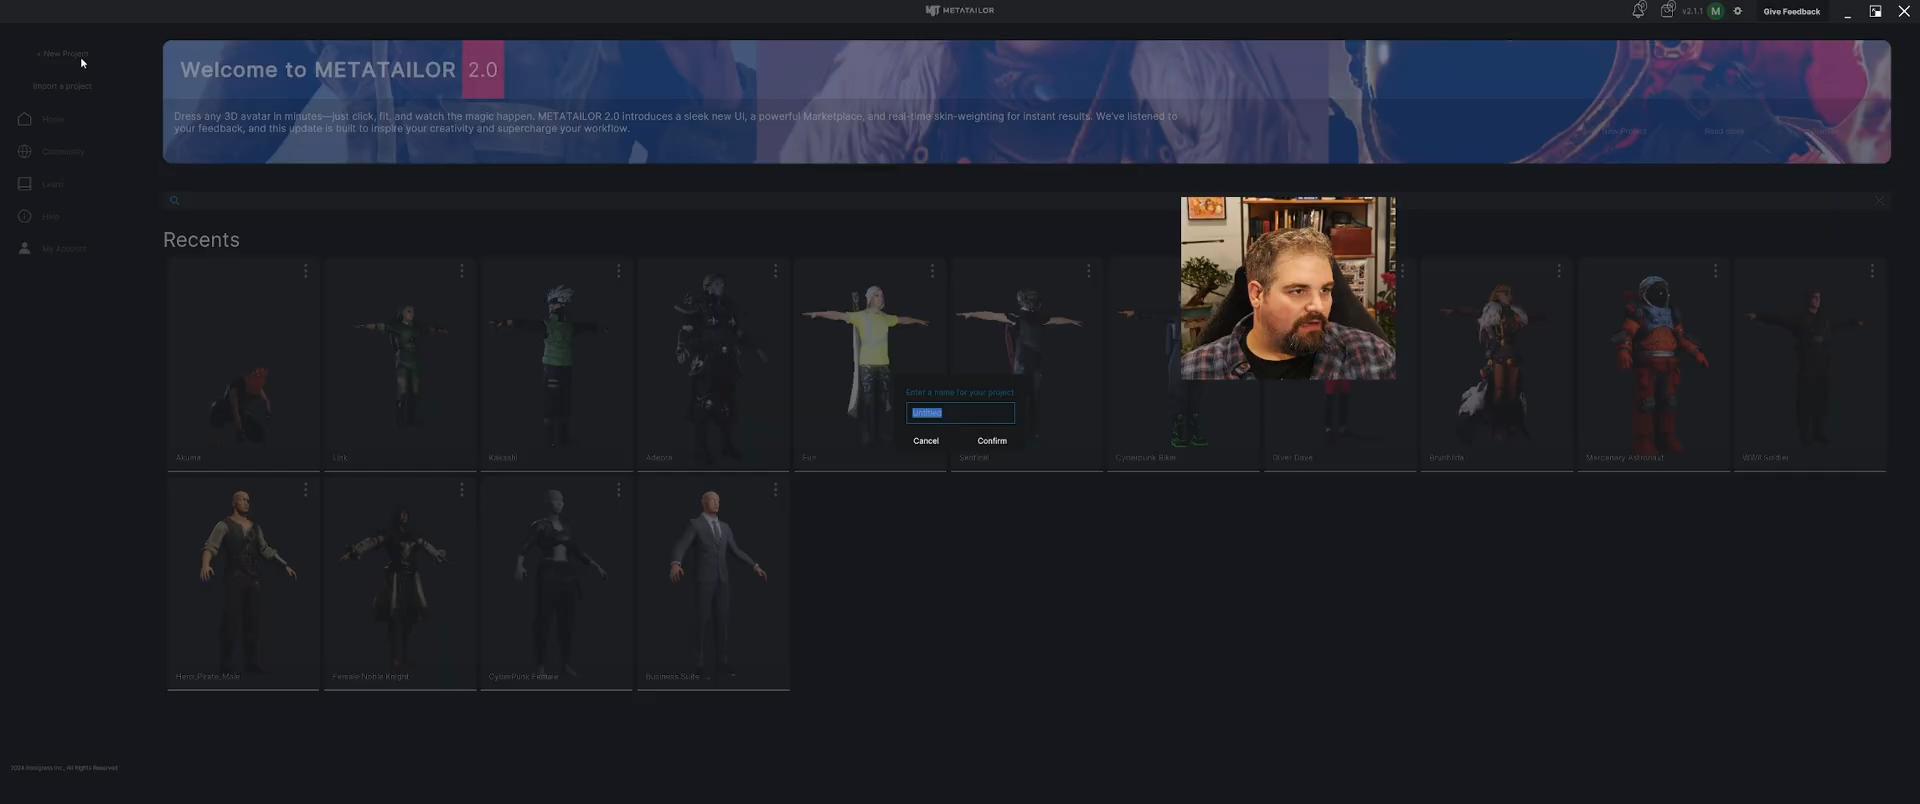 METATAILOR
v2.1.1
M
Give Feedback
+ New Project
Import a project
Home
Community
Learn
Help
My Account
Welcome to METATAILOR 2.0
Dress any 3D avatar in minutes—just click, fit, and watch the magic happen. METATAILOR 2.0 introduces a sleek new UI, a powerful Marketplace, and real-time skin-weighting for instant results. We've listened to
your feedback, and this update is built to inspire your creativity and supercharge your workflow.
New Project
Read more
Recents
Enter a name for your project
Untitled
Cancel
Confirm
Akuma
Link
Kakashi
Adepta
Fun
Sentinel
Cyberpunk Biker
Diver Dave
Brunhilda
Mercenary Astronaut
WWII Soldier
Hero_Pirate_Male
Female Noble Knight
CyberPunk Female
Business Suite